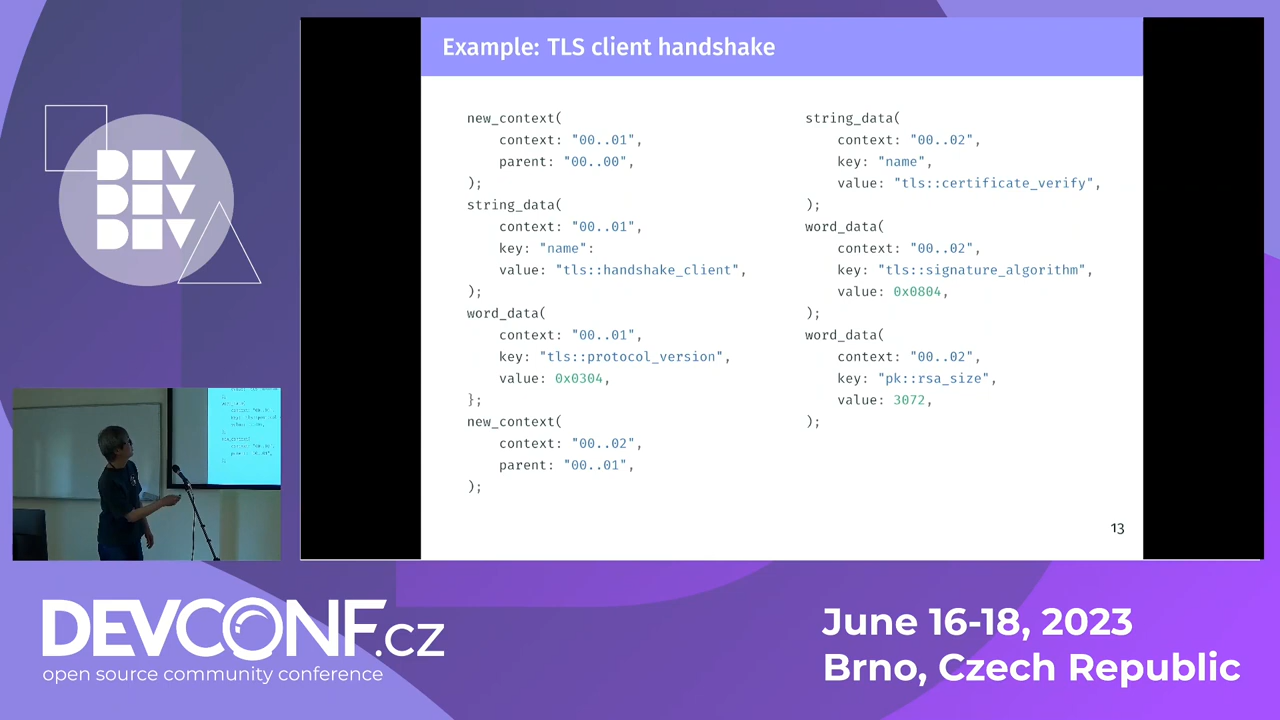 Example: TLS client handshake
new_context(
context: "00..01",
parent: "00..00",
);
string_data(
context: "00..01",
key: "name":
value: "tls::handshake_client",
);
word_data(
context: "00..01",
key: "tls::protocol_version",
value: 0x0304,
};
new_context(
context: "00..02",
parent: "00..01",
);
string_data(
context: "00..02",
key: "name",
value: "tls::certificate_verify",
);
word_data(
context: "00..02",
key: "tls::signature_algorithm",
value: 0x0804,
);
word_data(
context: "00..02",
key: "pk::rsa_size",
value: 3072,
);
13
DEV
DEV
DEV
DEVCONF.cz
open source community conference
June 16-18, 2023
Brno, Czech Republic